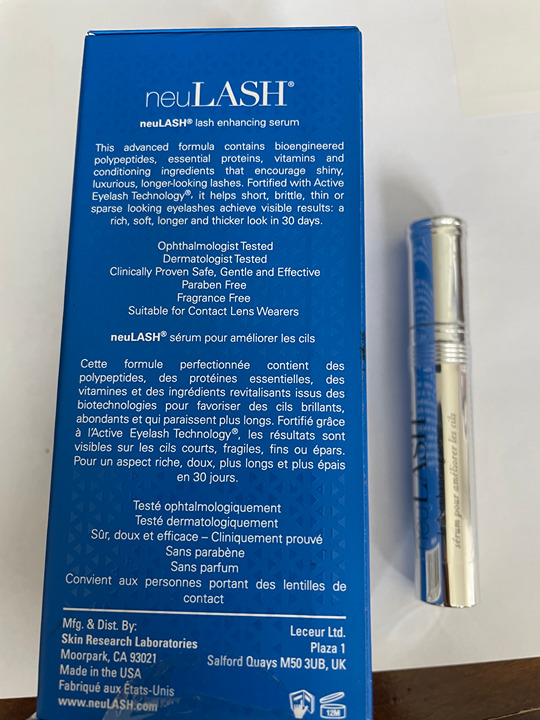 neuLASH®
neuLASH® lash enhancing serum
This advanced formula contains bioengineered
polypeptides, essential proteins, vitamins and
conditioning ingredients that encourage shiny,
luxurious, longer-looking lashes. Fortified with Active
Eyelash Technology®, it helps short, brittle, thin or
sparse looking eyelashes achieve visible results: a
rich, soft, longer and thicker look in 30 days.
Ophthalmologist Tested
Dermatologist Tested
Clinically Proven Safe, Gentle and Effective
Paraben Free
Fragrance Free
Suitable for Contact Lens Wearers
neuLASH® sérum pour améliorer les cils
Cette formule perfectionnée contient des
polypeptides, des protéines essentielles, des
vitamines et des ingrédients revitalisants issus des
biotechnologies pour favoriser des cils brillants,
abondants et qui paraissent plus longs. Fortifié grâce
à l'Active Eyelash Technology®, les résultats sont
visibles sur les cils courts, fragiles, fins ou épars.
Pour un aspect riche, doux, plus longs et plus épais
en 30 jours.
Testé ophtalmologiquement
Testé dermatologiquement
Sûr, doux et efficace – Cliniquement prouvé
Sans parabène
Sans parfum
Convient aux personnes portant des lentilles de
contact
Mfg. & Dist. By:
Skin Research Laboratories
Moorpark, CA 93021
Made in the USA
Fabriqué aux États-Unis
www.neuLASH.com
Leceur Ltd.
Plaza 1
Salford Quays M50 3UB, UK
12M
LASH
sérum pour améliorer les cils